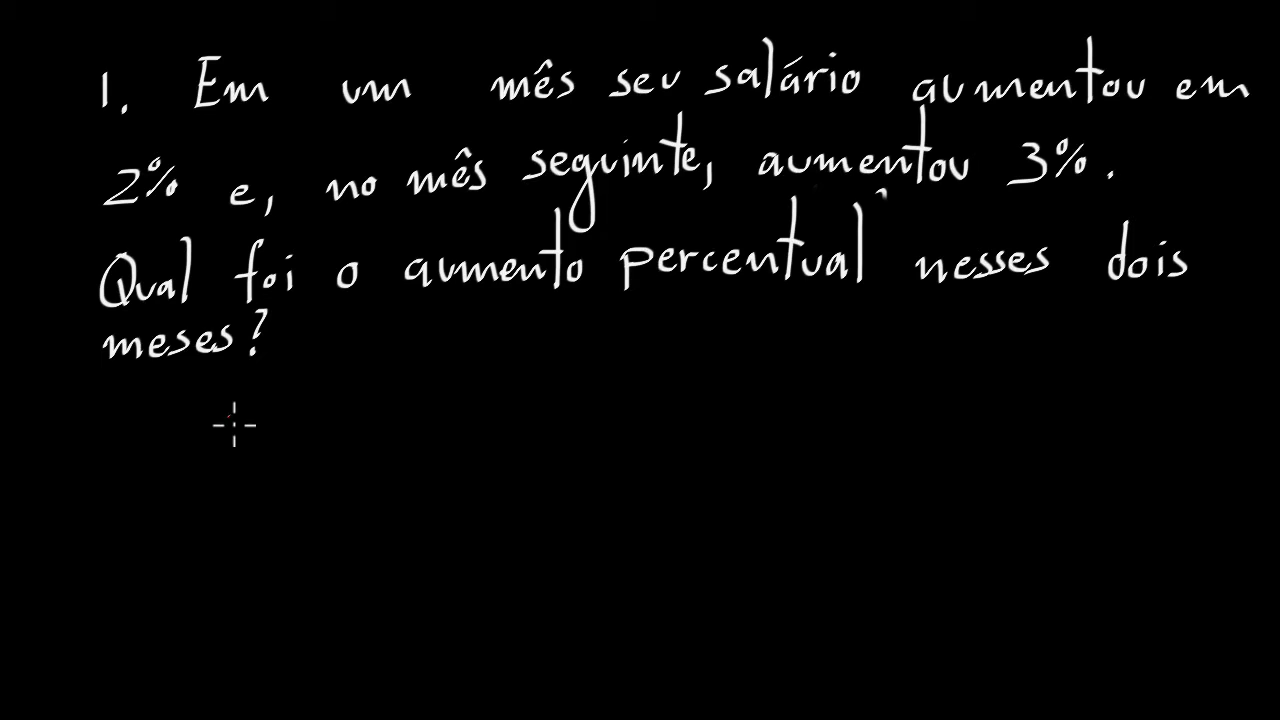 1. Em um mês seu salário aumentou em
2% e, no mês seguinte, aumentou 3%.
Qual foi o aumento percentual nesses dois
meses?